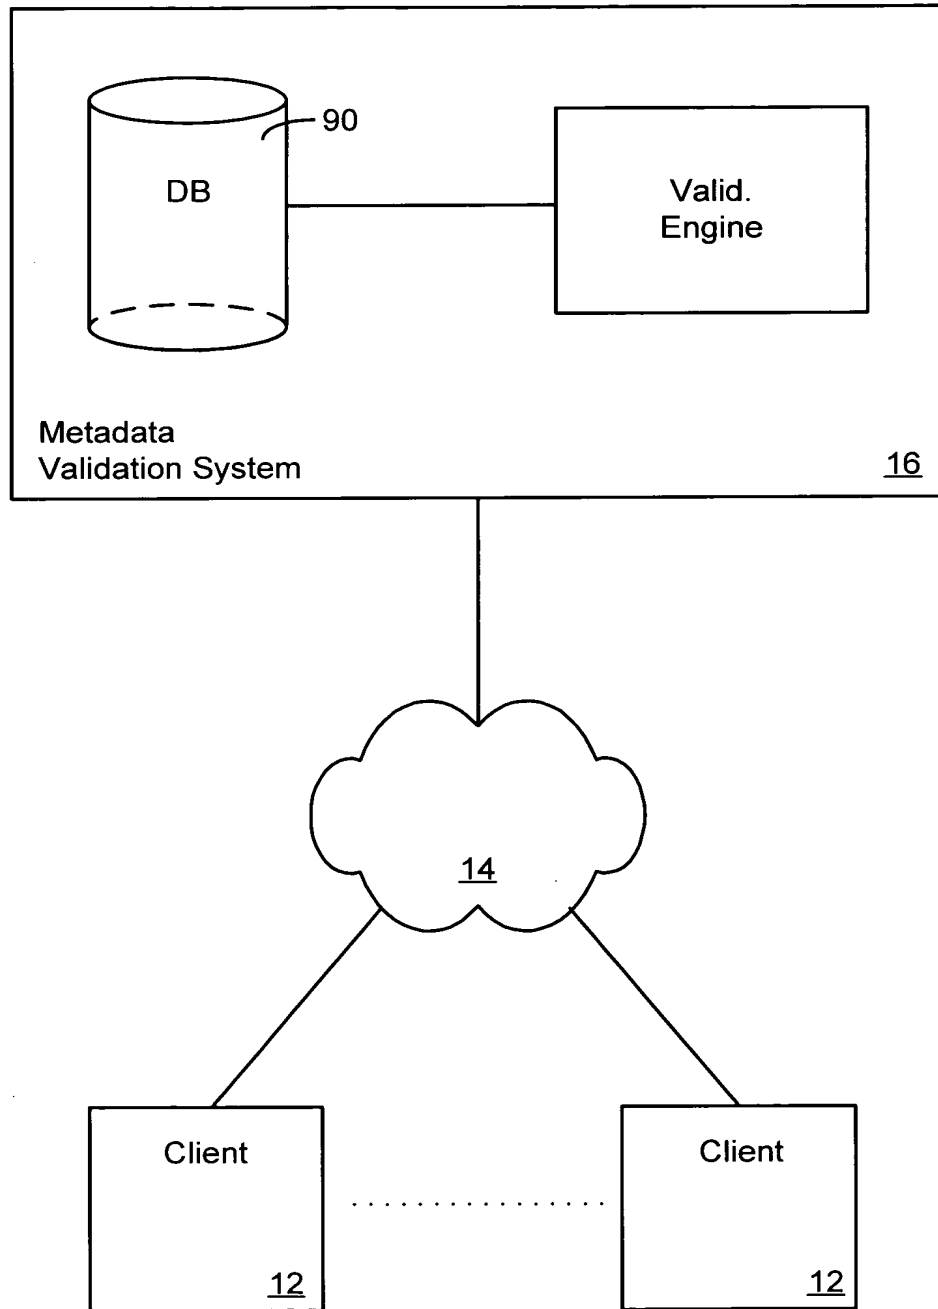 90
DB
Valid.
Engine
Metadata
Validation System
16
14
Client
Client
12
12